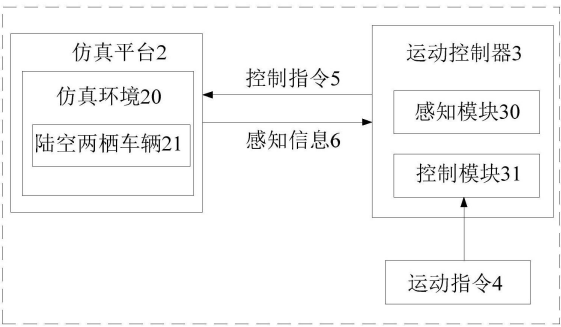 仿真平台2
仿真环境20
陆空两栖车辆21
控制指令5
感知信息6
运动控制器3
感知模块30
控制模块31
运动指令4